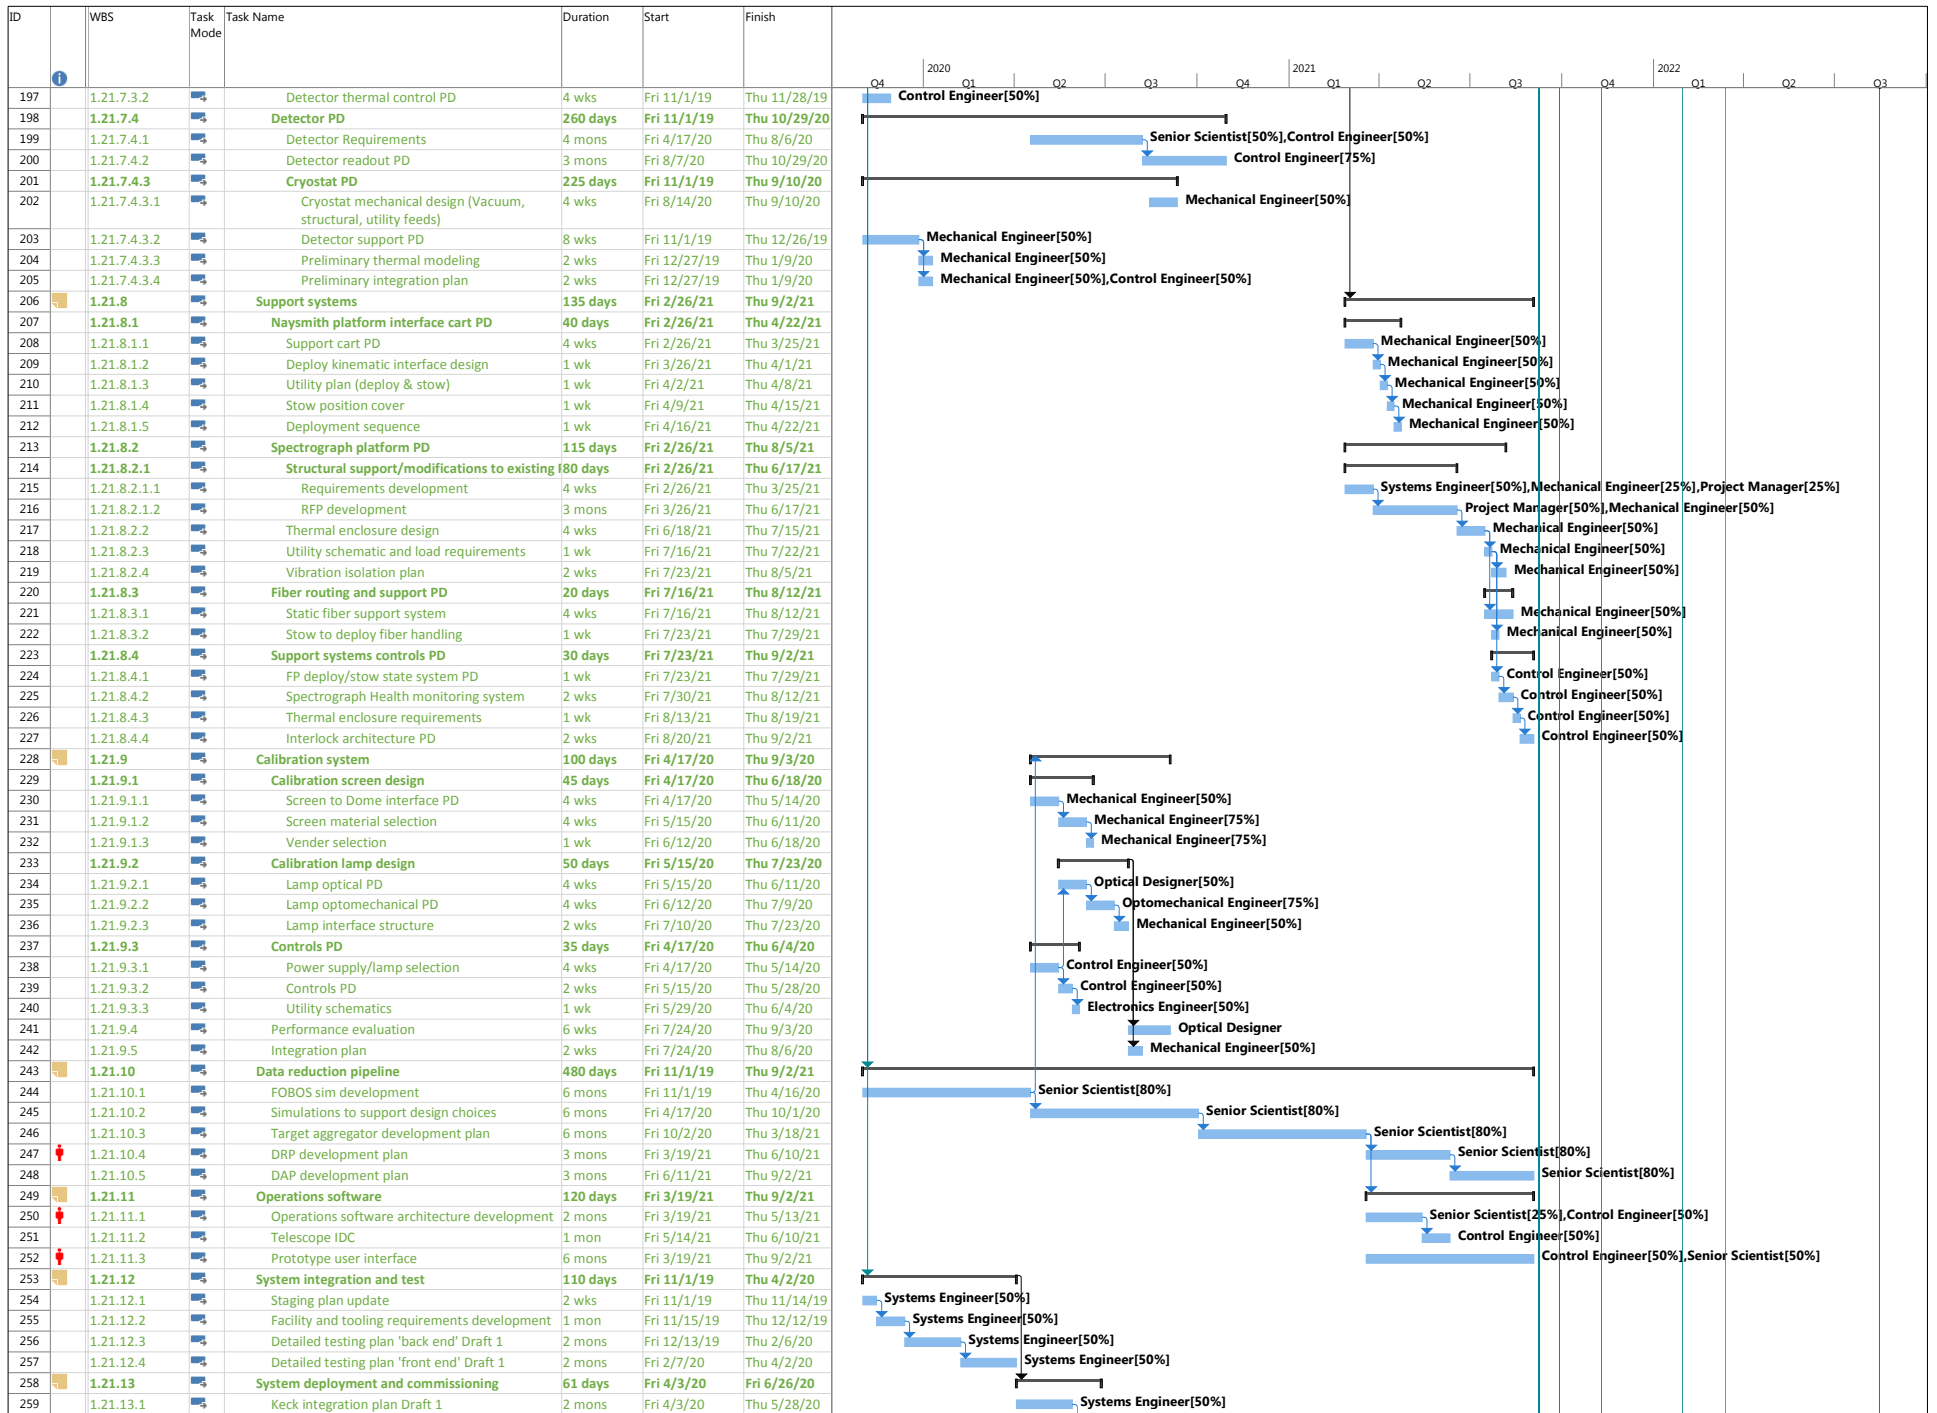 ID WBS Task Mode Task Name Duration Start Finish
2020 2021 2022
Q4 Q1 Q2 Q3 Q4 Q1 Q2 Q3 Q4 Q1 Q2 Q3
197 1.21.7.3.2 Detector thermal control PD 4 wks Fri 11/1/19 Thu 11/28/19 Control Engineer[50%]
198 1.21.7.4 Detector PD 260 days Fri 11/1/19 Thu 10/29/20
199 1.21.7.4.1 Detector Requirements 4 mons Fri 4/17/20 Thu 8/6/20 Senior Scientist[50%],Control Engineer[50%]
200 1.21.7.4.2 Detector readout PD 3 mons Fri 8/7/20 Thu 10/29/20 Control Engineer[75%]
201 1.21.7.4.3 Cryostat PD 225 days Fri 11/1/19 Thu 9/10/20
202 1.21.7.4.3.1 Cryostat mechanical design (Vacuum, structural, utility feeds) 4 wks Fri 8/14/20 Thu 9/10/20 Mechanical Engineer[50%]
203 1.21.7.4.3.2 Detector support PD 8 wks Fri 11/1/19 Thu 12/26/19 Mechanical Engineer[50%]
204 1.21.7.4.3.3 Preliminary thermal modeling 2 wks Fri 12/27/19 Thu 1/9/20 Mechanical Engineer[50%]
205 1.21.7.4.3.4 Preliminary integration plan 2 wks Fri 12/27/19 Thu 1/9/20 Mechanical Engineer[50%],Control Engineer[50%]
206 1.21.8 Support systems 135 days Fri 2/26/21 Thu 9/2/21
207 1.21.8.1 Naysmith platform interface cart PD 40 days Fri 2/26/21 Thu 4/22/21
208 1.21.8.1.1 Support cart PD 4 wks Fri 2/26/21 Thu 3/25/21 Mechanical Engineer[50%]
209 1.21.8.1.2 Deploy kinematic interface design 1 wk Fri 3/26/21 Thu 4/1/21 Mechanical Engineer[50%]
210 1.21.8.1.3 Utility plan (deploy & stow) 1 wk Fri 4/2/21 Thu 4/8/21 Mechanical Engineer[50%]
211 1.21.8.1.4 Stow position cover 1 wk Fri 4/9/21 Thu 4/15/21 Mechanical Engineer[50%]
212 1.21.8.1.5 Deployment sequence 1 wk Fri 4/16/21 Thu 4/22/21 Mechanical Engineer[50%]
213 1.21.8.2 Spectrograph platform PD 115 days Fri 2/26/21 Thu 8/5/21
214 1.21.8.2.1 Structural support/modifications to existing 80 days Fri 2/26/21 Thu 6/17/21
215 1.21.8.2.1.1 Requirements development 4 wks Fri 2/26/21 Thu 3/25/21 Systems Engineer[50%],Mechanical Engineer[25%],Project Manager[25%]
216 1.21.8.2.1.2 RFP development 3 mons Fri 3/26/21 Thu 6/17/21 Project Manager[50%],Mechanical Engineer[50%]
217 1.21.8.2.2 Thermal enclosure design 4 wks Fri 6/18/21 Thu 7/15/21 Mechanical Engineer[50%]
218 1.21.8.2.3 Utility schematic and load requirements 1 wk Fri 7/16/21 Thu 7/22/21 Mechanical Engineer[50%]
219 1.21.8.2.4 Vibration isolation plan 2 wks Fri 7/23/21 Thu 8/5/21 Mechanical Engineer[50%]
220 1.21.8.3 Fiber routing and support PD 20 days Fri 7/16/21 Thu 8/12/21
221 1.21.8.3.1 Static fiber support system 4 wks Fri 7/16/21 Thu 8/12/21 Mechanical Engineer[50%]
222 1.21.8.3.2 Stow to deploy fiber handling 1 wk Fri 7/23/21 Thu 7/29/21 Mechanical Engineer[50%]
223 1.21.8.4 Support systems controls PD 30 days Fri 7/23/21 Thu 9/2/21
224 1.21.8.4.1 FP deploy/stow state system PD 1 wk Fri 7/23/21 Thu 7/29/21 Control Engineer[50%]
225 1.21.8.4.2 Spectrograph Health monitoring system 2 wks Fri 7/30/21 Thu 8/12/21 Control Engineer[50%]
226 1.21.8.4.3 Thermal enclosure requirements 1 wk Fri 8/13/21 Thu 8/19/21 Control Engineer[50%]
227 1.21.8.4.4 Interlock architecture PD 2 wks Fri 8/20/21 Thu 9/2/21 Control Engineer[50%]
228 1.21.9 Calibration system 100 days Fri 4/17/20 Thu 9/3/20
229 1.21.9.1 Calibration screen design 45 days Fri 4/17/20 Thu 6/18/20
230 1.21.9.1.1 Screen to Dome interface PD 4 wks Fri 4/17/20 Thu 5/14/20 Mechanical Engineer[50%]
231 1.21.9.1.2 Screen material selection 4 wks Fri 5/15/20 Thu 6/11/20 Mechanical Engineer[75%]
232 1.21.9.1.3 Vender selection 1 wk Fri 6/12/20 Thu 6/18/20 Mechanical Engineer[75%]
233 1.21.9.2 Calibration lamp design 50 days Fri 5/15/20 Thu 7/23/20
234 1.21.9.2.1 Lamp optical PD 4 wks Fri 5/15/20 Thu 6/11/20 Optical Designer[50%]
235 1.21.9.2.2 Lamp optomechanical PD 4 wks Fri 6/12/20 Thu 7/9/20 Optomechanical Engineer[75%]
236 1.21.9.2.3 Lamp interface structure 2 wks Fri 7/10/20 Thu 7/23/20 Mechanical Engineer[50%]
237 1.21.9.3 Controls PD 35 days Fri 4/17/20 Thu 6/4/20
238 1.21.9.3.1 Power supply/lamp selection 4 wks Fri 4/17/20 Thu 5/14/20 Control Engineer[50%]
239 1.21.9.3.2 Controls PD 2 wks Fri 5/15/20 Thu 5/28/20 Control Engineer[50%]
240 1.21.9.3.3 Utility schematics 1 wk Fri 5/29/20 Thu 6/4/20 Electronics Engineer[50%]
241 1.21.9.4 Performance evaluation 6 wks Fri 7/24/20 Thu 9/3/20 Optical Designer
242 1.21.9.5 Integration plan 2 wks Fri 7/24/20 Thu 8/6/20 Mechanical Engineer[50%]
243 1.21.10 Data reduction pipeline 480 days Fri 11/1/19 Thu 9/2/21
244 1.21.10.1 FOBOS sim development 6 mons Fri 11/1/19 Thu 4/16/20 Senior Scientist[80%]
245 1.21.10.2 Simulations to support design choices 6 mons Fri 4/17/20 Thu 10/1/20 Senior Scientist[80%]
246 1.21.10.3 Target aggregator development plan 6 mons Fri 10/2/20 Thu 3/18/21 Senior Scientist[80%]
247 1.21.10.4 DRP development plan 3 mons Fri 3/19/21 Thu 6/10/21 Senior Scientist[80%]
248 1.21.10.5 DAP development plan 3 mons Fri 6/11/21 Thu 9/2/21 Senior Scientist[80%]
249 1.21.11 Operations software 120 days Fri 3/19/21 Thu 9/2/21
250 1.21.11.1 Operations software architecture development 2 mons Fri 3/19/21 Thu 5/13/21 Senior Scientist[25%],Control Engineer[50%]
251 1.21.11.2 Telescope IDC 1 mon Fri 5/14/21 Thu 6/10/21 Control Engineer[50%]
252 1.21.11.3 Prototype user interface 6 mons Fri 3/19/21 Thu 9/2/21 Control Engineer[50%],Senior Scientist[50%]
253 1.21.12 System integration and test 110 days Fri 11/1/19 Thu 4/2/20
254 1.21.12.1 Staging plan update 2 wks Fri 11/1/19 Thu 11/14/19 Systems Engineer[50%]
255 1.21.12.2 Facility and tooling requirements development 1 mon Fri 11/15/19 Thu 12/12/19 Systems Engineer[50%]
256 1.21.12.3 Detailed testing plan 'back end' Draft 1 2 mons Fri 12/13/19 Thu 2/6/20 Systems Engineer[50%]
257 1.21.12.4 Detailed testing plan 'front end' Draft 1 2 mons Fri 2/7/20 Thu 4/2/20 Systems Engineer[50%]
258 1.21.13 System deployment and commissioning 61 days Fri 4/3/20 Fri 6/26/20
259 1.21.13.1 Keck integration plan Draft 1 2 mons Fri 4/3/20 Thu 5/28/20 Systems Engineer[50%]